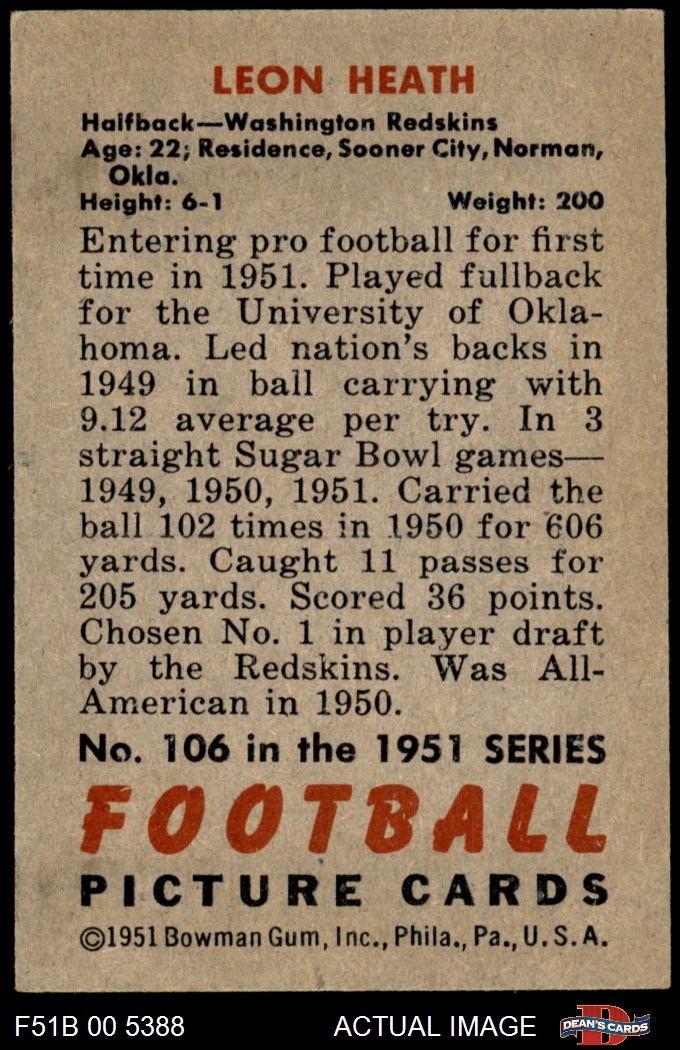 LEON HEATH
Halfback—Washington Redskins
Age: 22; Residence, Sooner City, Norman,
Okla.
Height: 6-1 Weight: 200
Entering pro football for first
time in 1951. Played fullback
for the University of Okla-
homa. Led nation's backs in
1949 in ball carrying with
9.12 average per try. In 3
straight Sugar Bowl games—
1949, 1950, 1951. Carried the
ball 102 times in 1950 for 606
yards. Caught 11 passes for
205 yards. Scored 36 points.
Chosen No. 1 in player draft
by the Redskins. Was All-
American in 1950.
No. 106 in the 1951 SERIES
FOOTBALL
PICTURE CARDS
©1951 Bowman Gum, Inc., Phila., Pa., U.S.A.
F51B 00 5388 ACTUAL IMAGE D DEAN'S CARDS